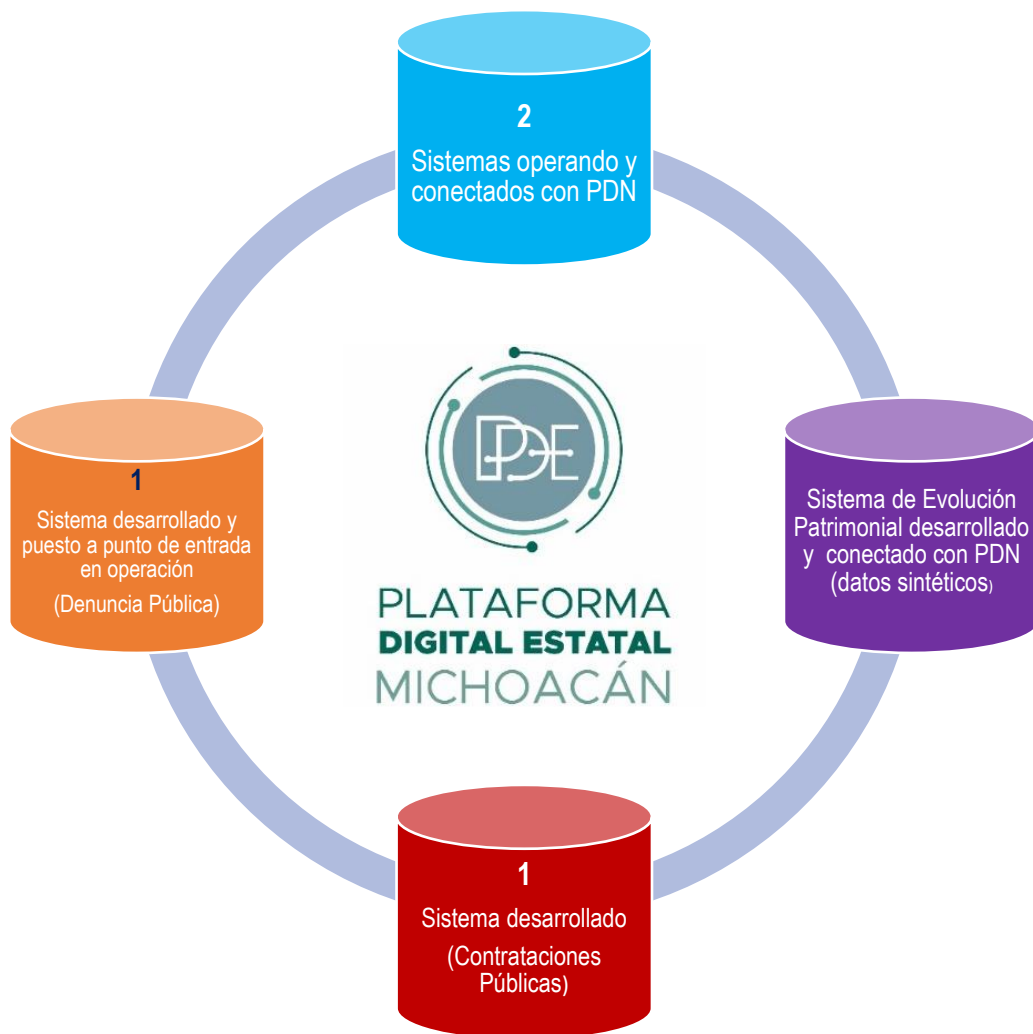 2
Sistemas operando y
conectados con PDN
1
Sistema desarrollado y
puesto a punto de entrada
en operación
(Denuncia Pública)
PDE
PLATAFORMA
DIGITAL ESTATAL
MICHOACÁN
Sistema de Evolución
Patrimonial desarrollado
y conectado con PDN
(datos sintéticos)
1
Sistema desarrollado
(Contrataciones
Públicas)